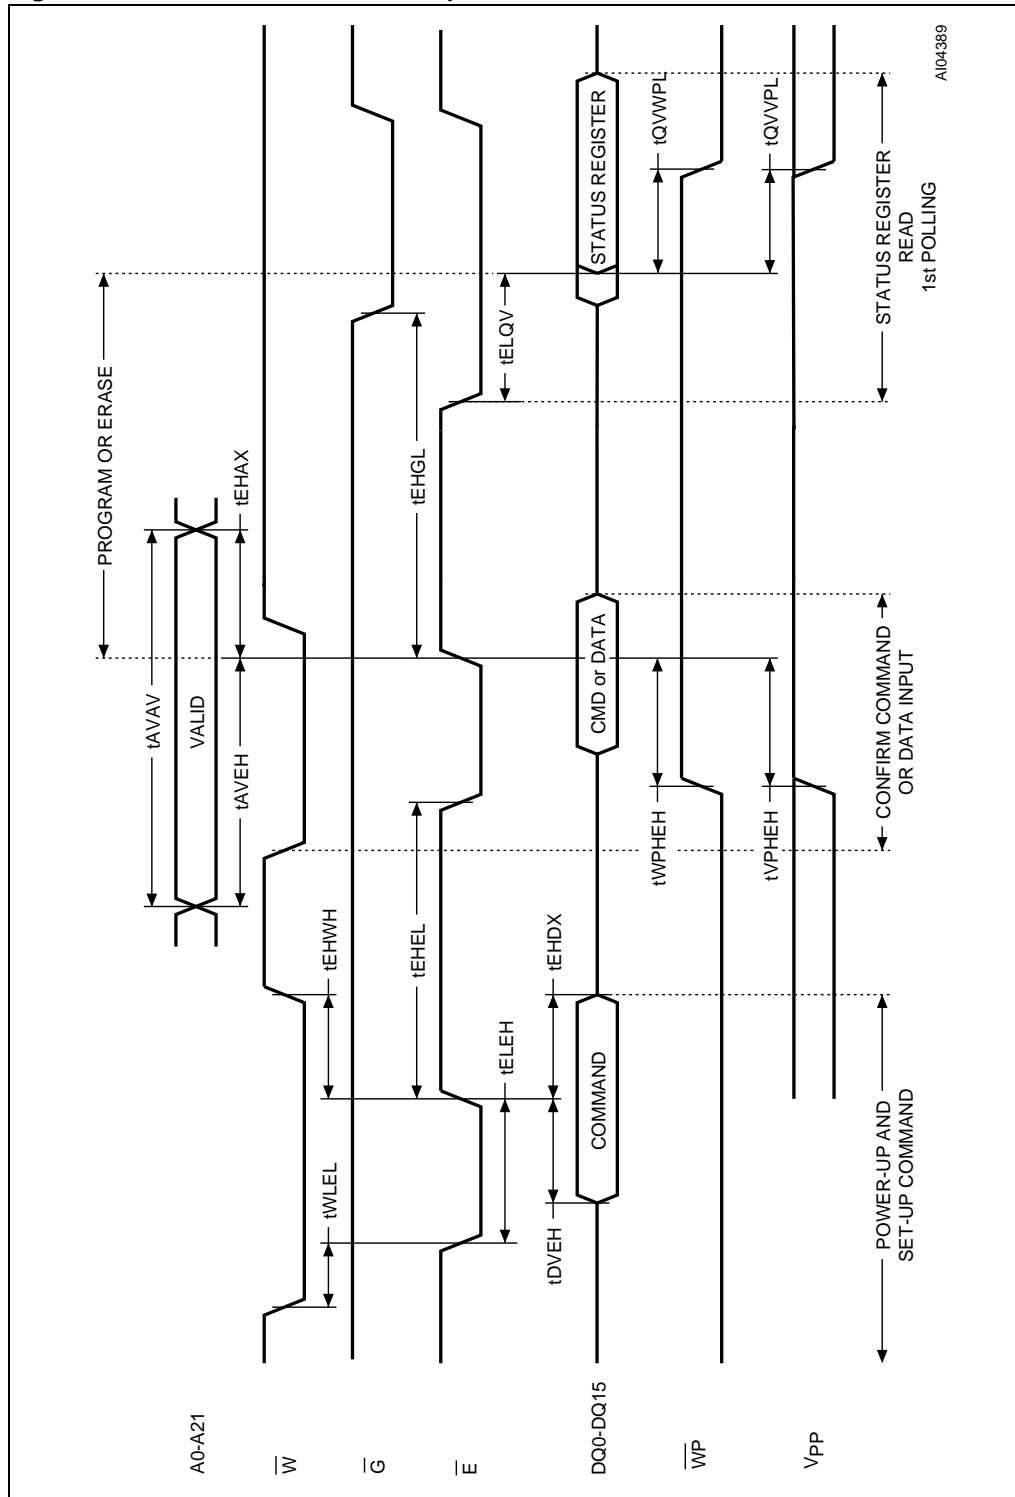 A0-A21
VALID
tAVAV
tAVEH
tEHAX
PROGRAM OR ERASE
W
tWLEL
tEHWH
G
tEHEL
tEHGL
E
tELEH
tELQV
tDVEH
tEHDX
DQ0-DQ15
COMMAND
CMD or DATA
STATUS REGISTER
WP
tWPHEH
tQVWPL
VPP
tVPHEH
tQVVPL
POWER-UP AND
SET-UP COMMAND
CONFIRM COMMAND
OR DATA INPUT
STATUS REGISTER
READ
1st POLLING
AI04389